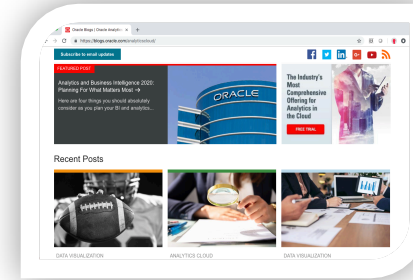 Oracle Blogs | Oracle Analytics
https://blogs.oracle.com/analyticscloud/
Subscribe to email updates
FEATURED POST
Analytics and Business Intelligence 2020:
Planning For What Matters Most →
Here are four things you should absolutely
consider as you plan your BI and analytics...
ORACLE
The Industry's
Most
Comprehensive
Offering for
Analytics in
the Cloud
FREE TRIAL
Recent Posts
DATA VISUALIZATION
ANALYTICS CLOUD
DATA VISUALIZATION